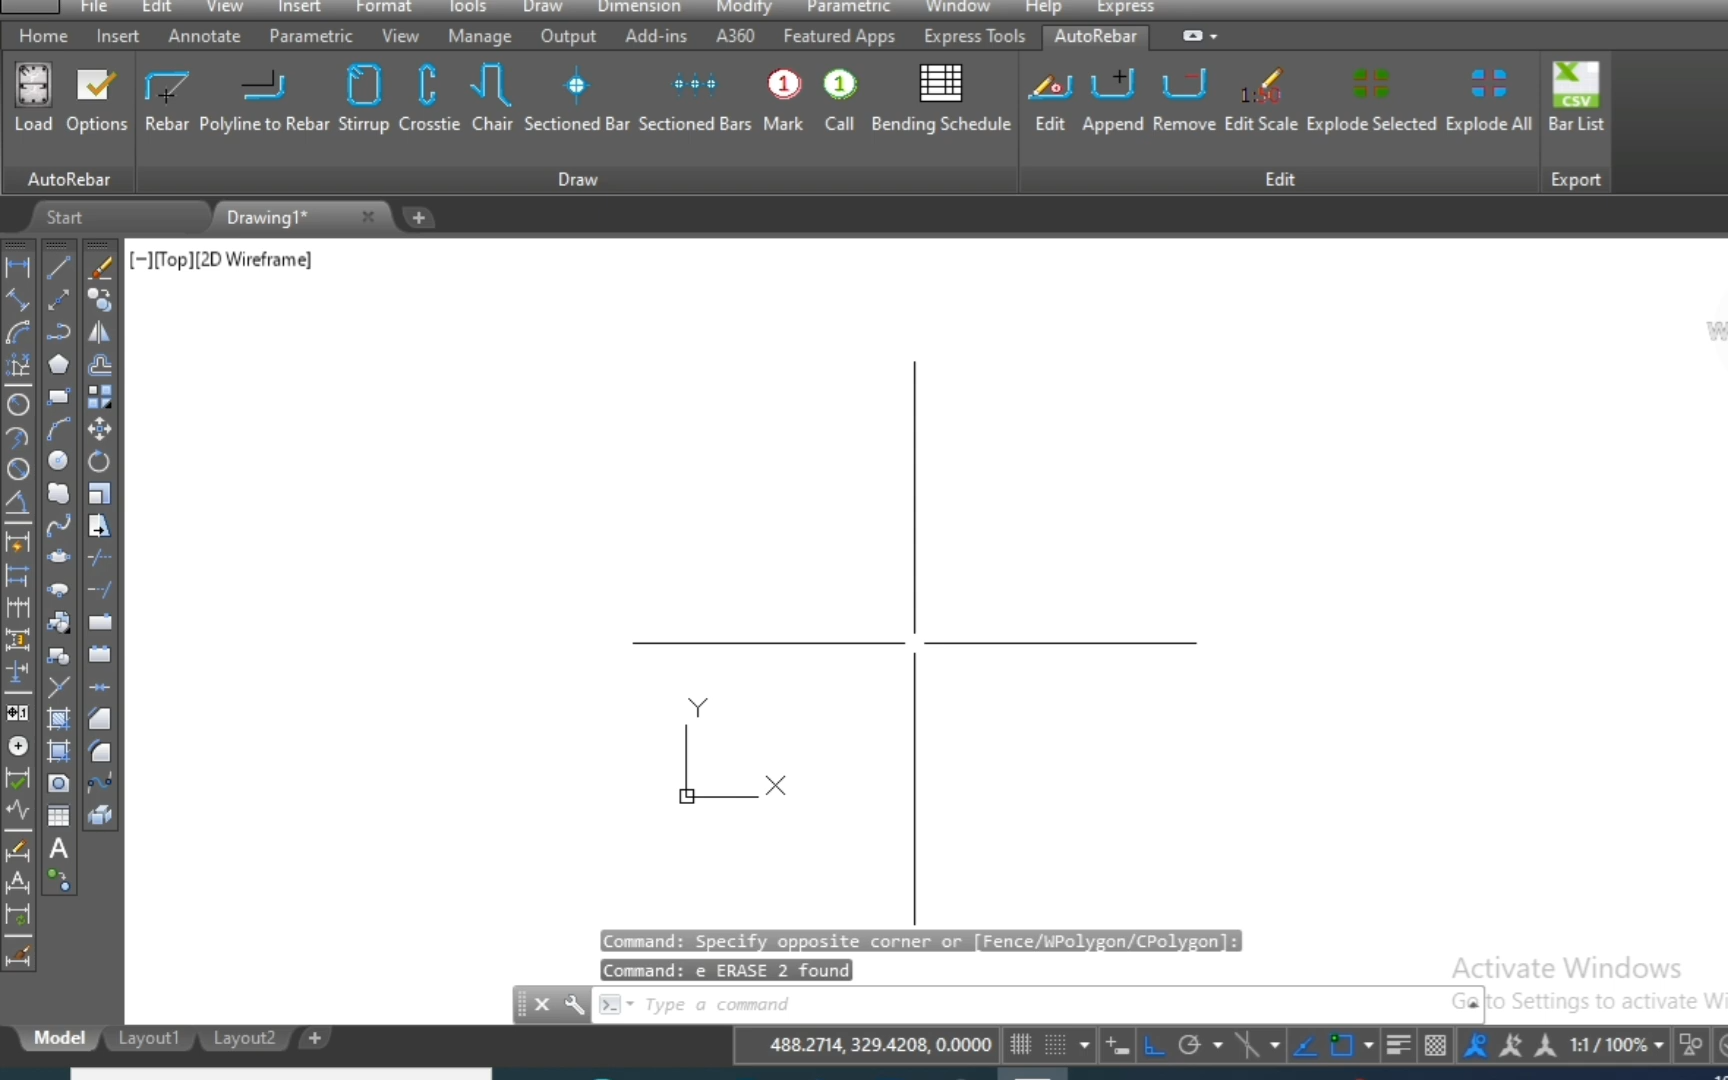 File Edit View Insert Format Tools Draw Dimension Modify Parametric Window Help Express
Home Insert Annotate Parametric View Manage Output Add-ins A360 Featured Apps Express Tools AutoRebar
1 1 1:50 X CSV
Load Options Rebar Polyline to Rebar Stirrup Crosstie Chair Sectioned Bar Sectioned Bars Mark Call Bending Schedule Edit Append Remove Edit Scale Explode Selected Explode All Bar List
AutoRebar Draw Edit Export
Start Drawing1*
[−][Top][2D Wireframe]
W
Y
X
A
Command: Specify opposite corner or [Fence/WPolygon/CPolygon]:
Command: e ERASE 2 found
Type a command
Activate Windows
Go to Settings to activate Wi
Model Layout1 Layout2
488.2714, 329.4208, 0.0000 1:1 / 100%